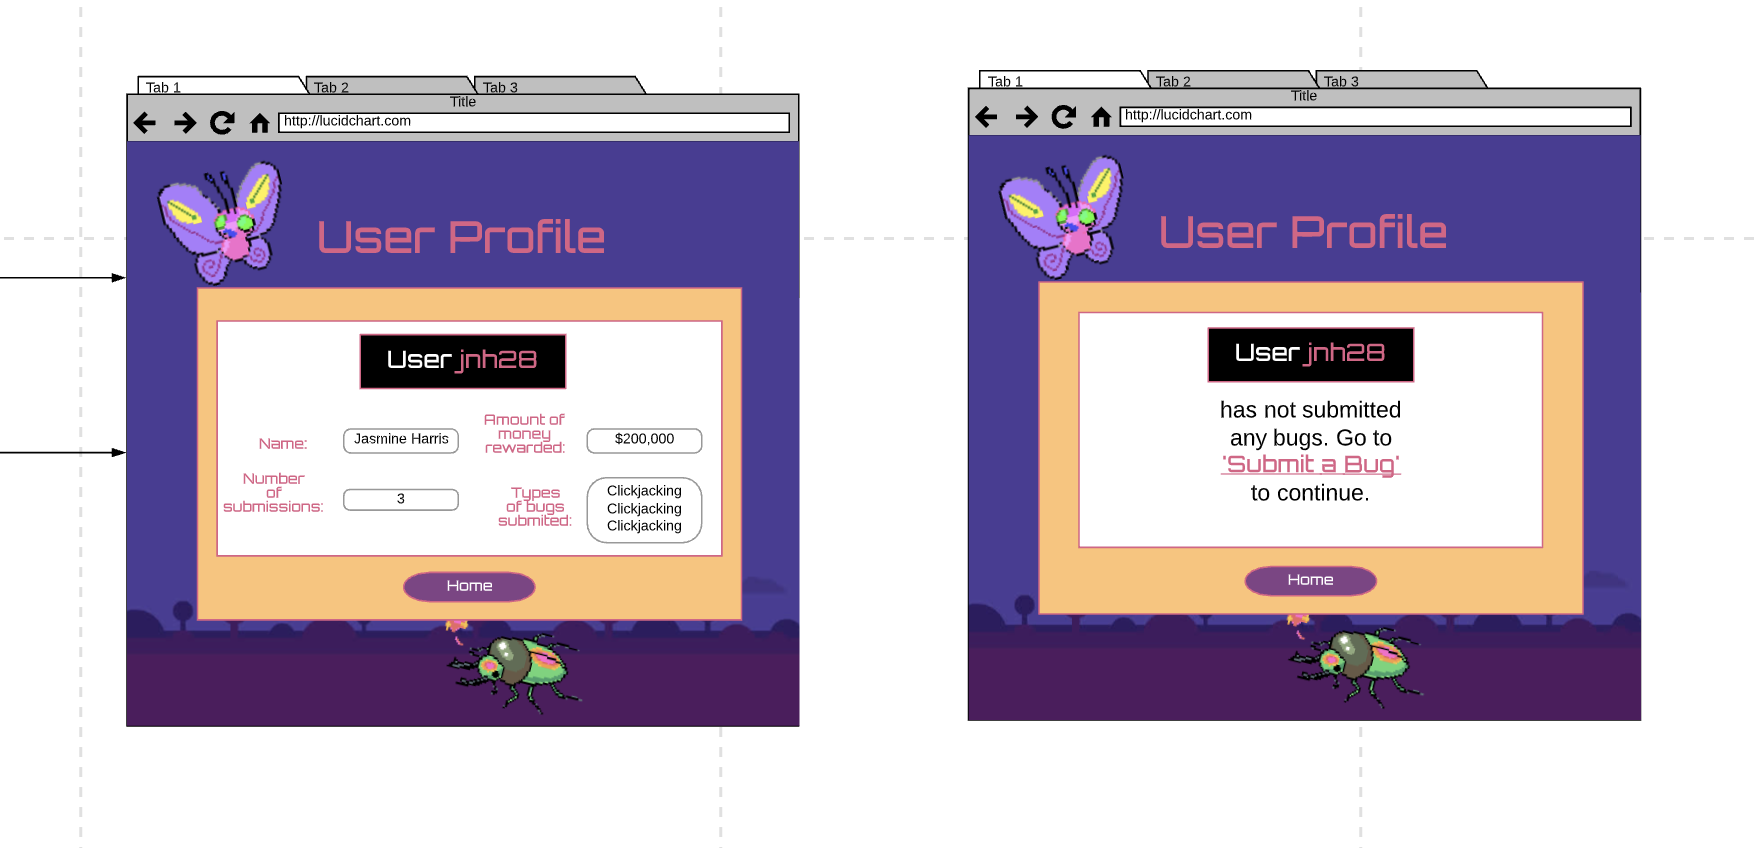 Tab 1
Tab 2
Tab 3
Title
http://lucidchart.com
User Profile
User jnh28
Name:
Jasmine Harris
Amount of
money
rewarded:
$200,000
Number
of
submissions:
3
Types
of bugs
submited:
Clickjacking
Clickjacking
Clickjacking
Home
Tab 1
Tab 2
Tab 3
Title
http://lucidchart.com
User Profile
User jnh28
has not submitted
any bugs. Go to
'Submit a Bug'
to continue.
Home